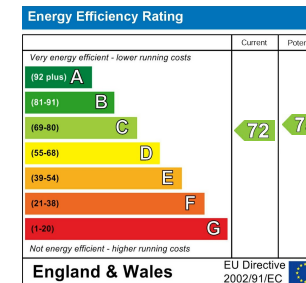 Energy Efficiency Rating
Current
Very energy efficient - lower running costs
(92 plus) A
(81-91) B
(69-80) C
72
(55-68) D
(39-54) E
(21-38) F
(1-20) G
Not energy efficient - higher running costs
England & Wales
EU Directive
2002/91/EC